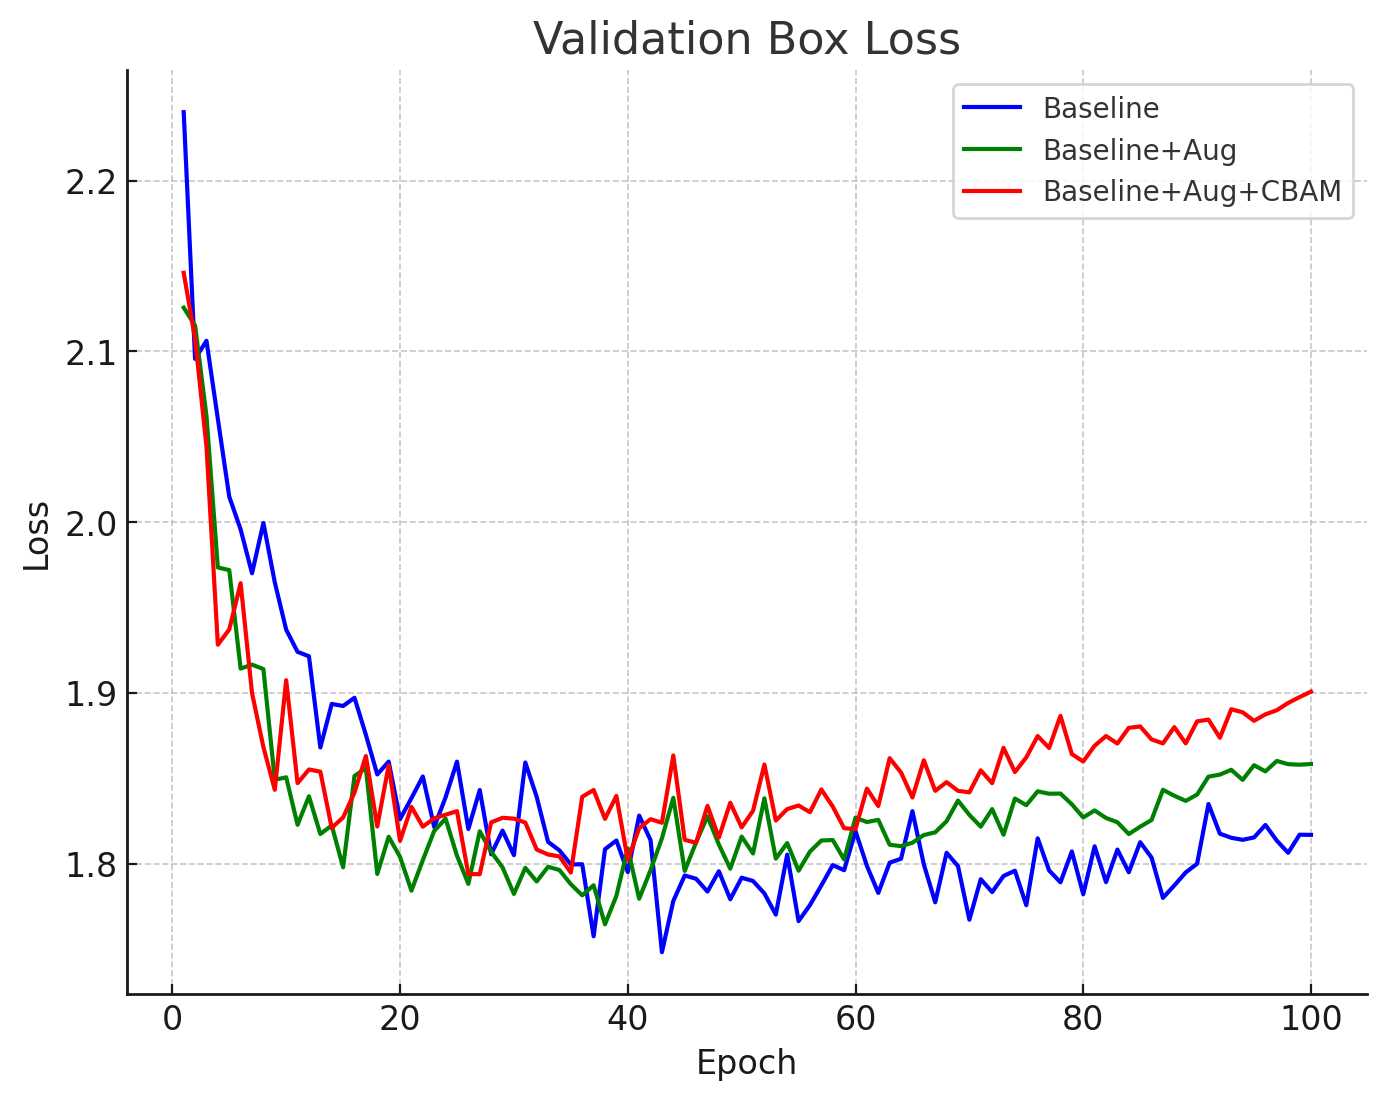 Validation Box Loss
Baseline
Baseline+Aug
Baseline+Aug+CBAM
2.2
2.1
2.0
1.9
1.8
Loss
0 20 40 60 80 100
Epoch